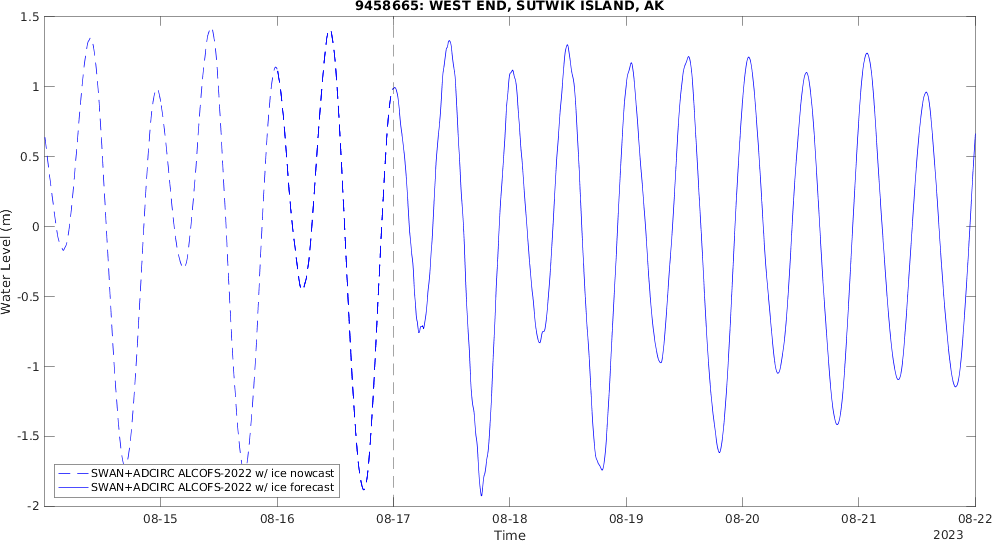 9458665: WEST END, SUTWIK ISLAND, AK
Water Level (m)
1.5
1
0.5
0
-0.5
-1
-1.5
-2
SWAN+ADCIRC ALCOFS-2022 w/ ice nowcast
SWAN+ADCIRC ALCOFS-2022 w/ ice forecast
08-15 08-16 08-17 08-18 08-19 08-20 08-21 08-22
Time
2023